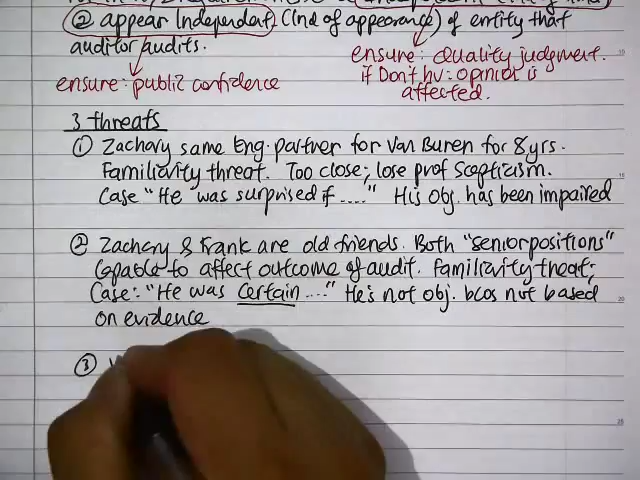 ② appear Independent (Ind of appearance) of entity that
auditor audits.
ensure: public confidence
ensure: quality judgment.
if Don't hv: opinion is
affected.
3 threats
① Zachary same Eng. partner for Van Buren for 8 yrs.
Familiarity threat. Too close; lose prof Scepticism.
Case "He was surprised if ...." His obj. has been impaired
② Zachary & Frank are old friends. Both "senior positions"
Capable to affect outcome of audit. Familiarity threat;
Case: "He was certain ...." He's not obj. bcos not based
on evidence
③